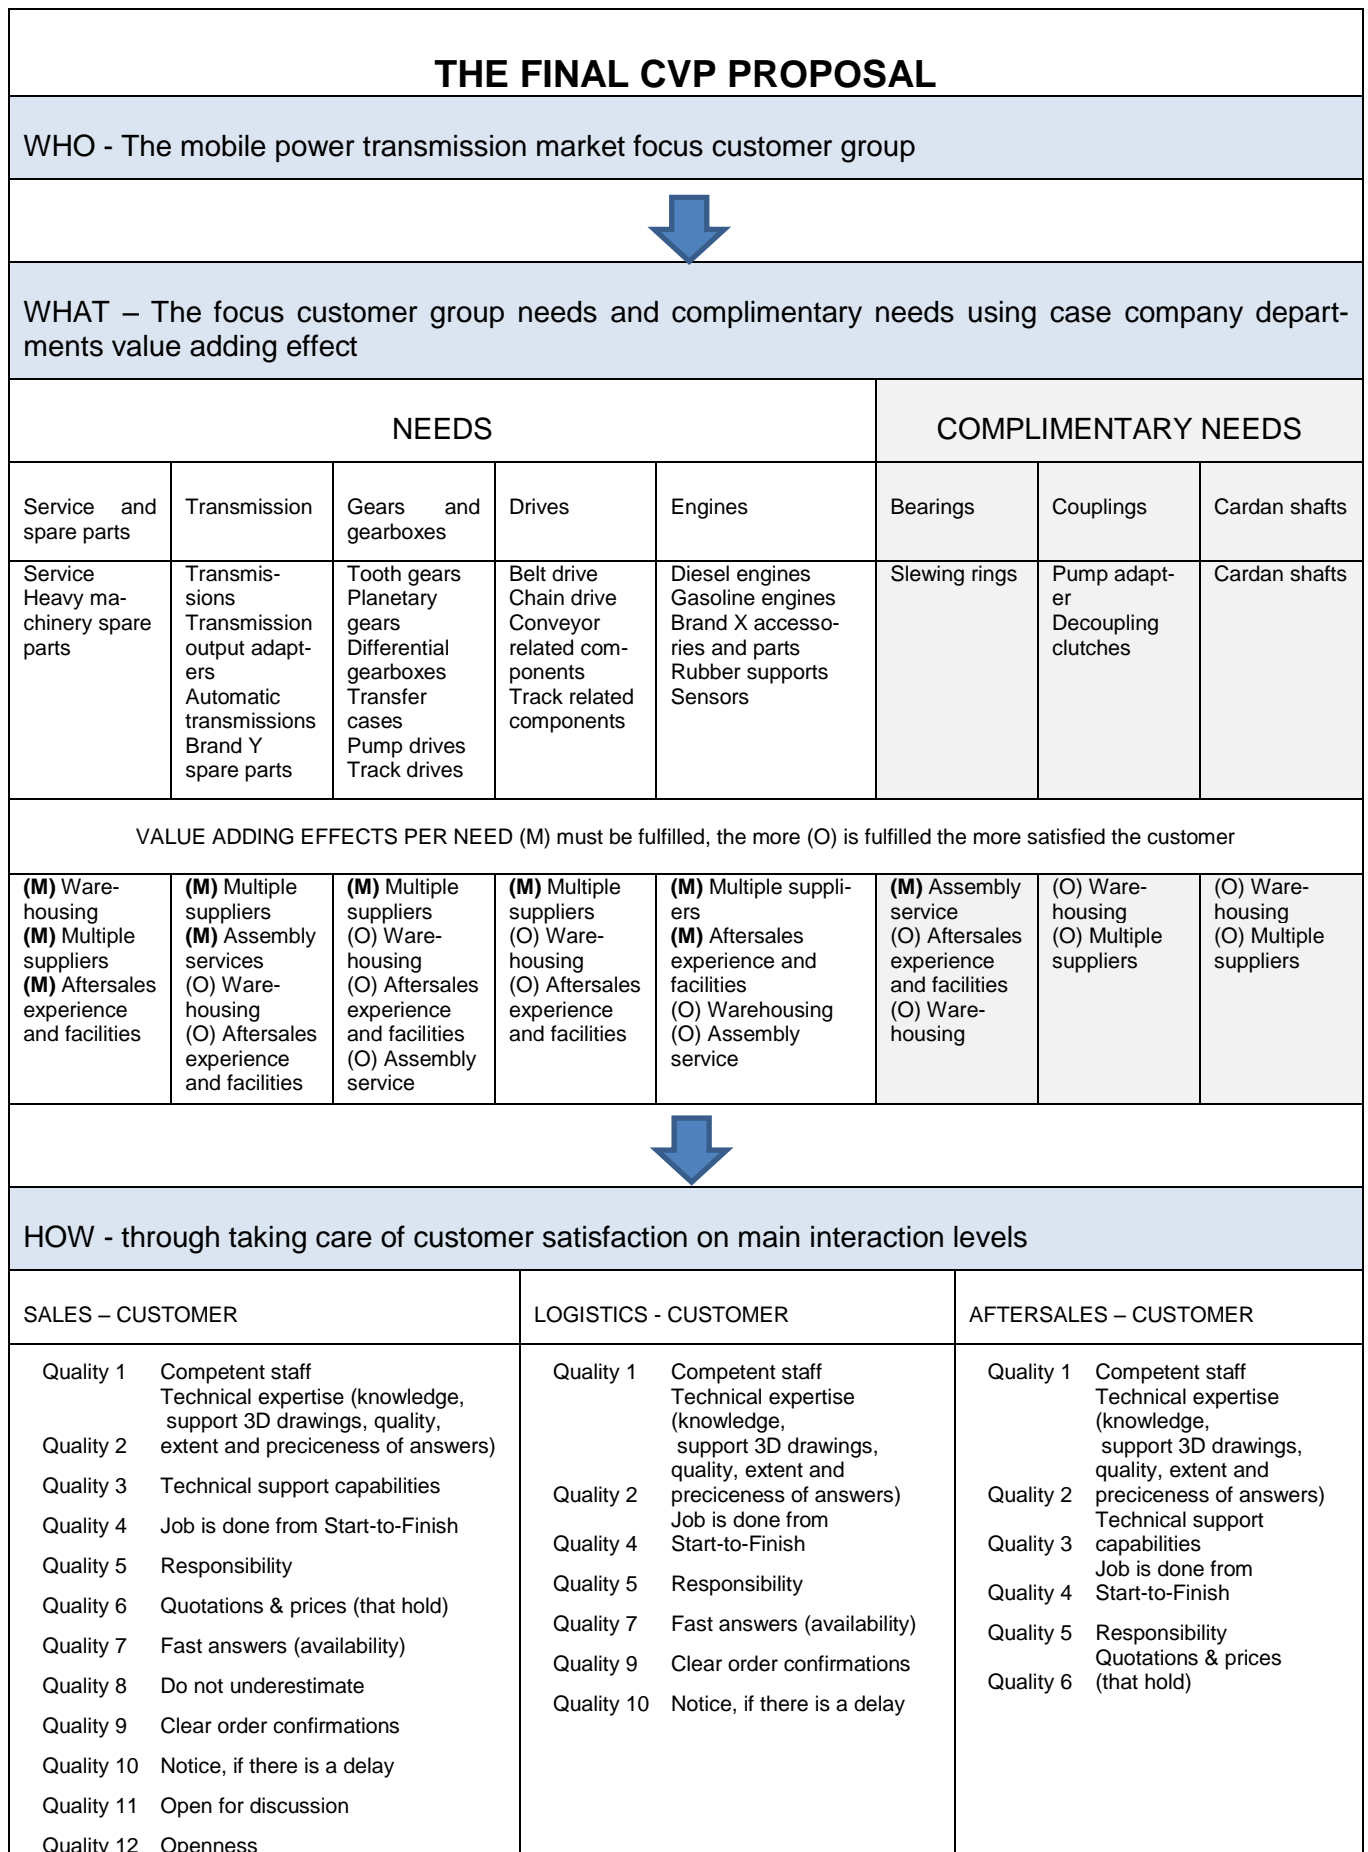 THE FINAL CVP PROPOSAL
WHO - The mobile power transmission market focus customer group
WHAT – The focus customer group needs and complimentary needs using case company depart-
ments value adding effect
NEEDS
COMPLIMENTARY NEEDS
Service and
spare parts
Transmission
Gears and
gearboxes
Drives
Engines
Bearings
Couplings
Cardan shafts
Service
Heavy ma-
chinery spare
parts
Transmis-
sions
Transmission
output adapt-
ers
Automatic
transmissions
Brand Y
spare parts
Tooth gears
Planetary
gears
Differential
gearboxes
Transfer
cases
Pump drives
Track drives
Belt drive
Chain drive
Conveyor
related com-
ponents
Track related
components
Diesel engines
Gasoline engines
Brand X accesso-
ries and parts
Rubber supports
Sensors
Slewing rings
Pump adapt-
er
Decoupling
clutches
Cardan shafts
VALUE ADDING EFFECTS PER NEED (M) must be fulfilled, the more (O) is fulfilled the more satisfied the customer
(M) Ware-
housing
(M) Multiple
suppliers
(M) Aftersales
experience
and facilities
(M) Multiple
suppliers
(M) Assembly
services
(O) Ware-
housing
(O) Aftersales
experience
and facilities
(M) Multiple
suppliers
(O) Ware-
housing
(O) Aftersales
experience
and facilities
(O) Assembly
service
(M) Multiple
suppliers
(O) Ware-
housing
(O) Aftersales
experience
and facilities
(M) Multiple suppli-
ers
(M) Aftersales
experience and
facilities
(O) Warehousing
(O) Assembly
service
(M) Assembly
service
(O) Aftersales
experience
and facilities
(O) Ware-
housing
(O) Ware-
housing
(O) Multiple
suppliers
(O) Ware-
housing
(O) Multiple
suppliers
HOW - through taking care of customer satisfaction on main interaction levels
SALES – CUSTOMER
Quality 1 Competent staff
Technical expertise (knowledge,
support 3D drawings, quality,
Quality 2 extent and preciceness of answers)
Quality 3 Technical support capabilities
Quality 4 Job is done from Start-to-Finish
Quality 5 Responsibility
Quality 6 Quotations & prices (that hold)
Quality 7 Fast answers (availability)
Quality 8 Do not underestimate
Quality 9 Clear order confirmations
Quality 10 Notice, if there is a delay
Quality 11 Open for discussion
Quality 12 Openness
LOGISTICS - CUSTOMER
Quality 1 Competent staff
Technical expertise
(knowledge,
support 3D drawings,
quality, extent and
Quality 2 preciceness of answers)
Job is done from
Quality 4 Start-to-Finish
Quality 5 Responsibility
Quality 7 Fast answers (availability)
Quality 9 Clear order confirmations
Quality 10 Notice, if there is a delay
AFTERSALES – CUSTOMER
Quality 1 Competent staff
Technical expertise
(knowledge,
support 3D drawings,
quality, extent and
Quality 2 preciceness of answers)
Technical support
Quality 3 capabilities
Job is done from
Quality 4 Start-to-Finish
Quality 5 Responsibility
Quotations & prices
Quality 6 (that hold)